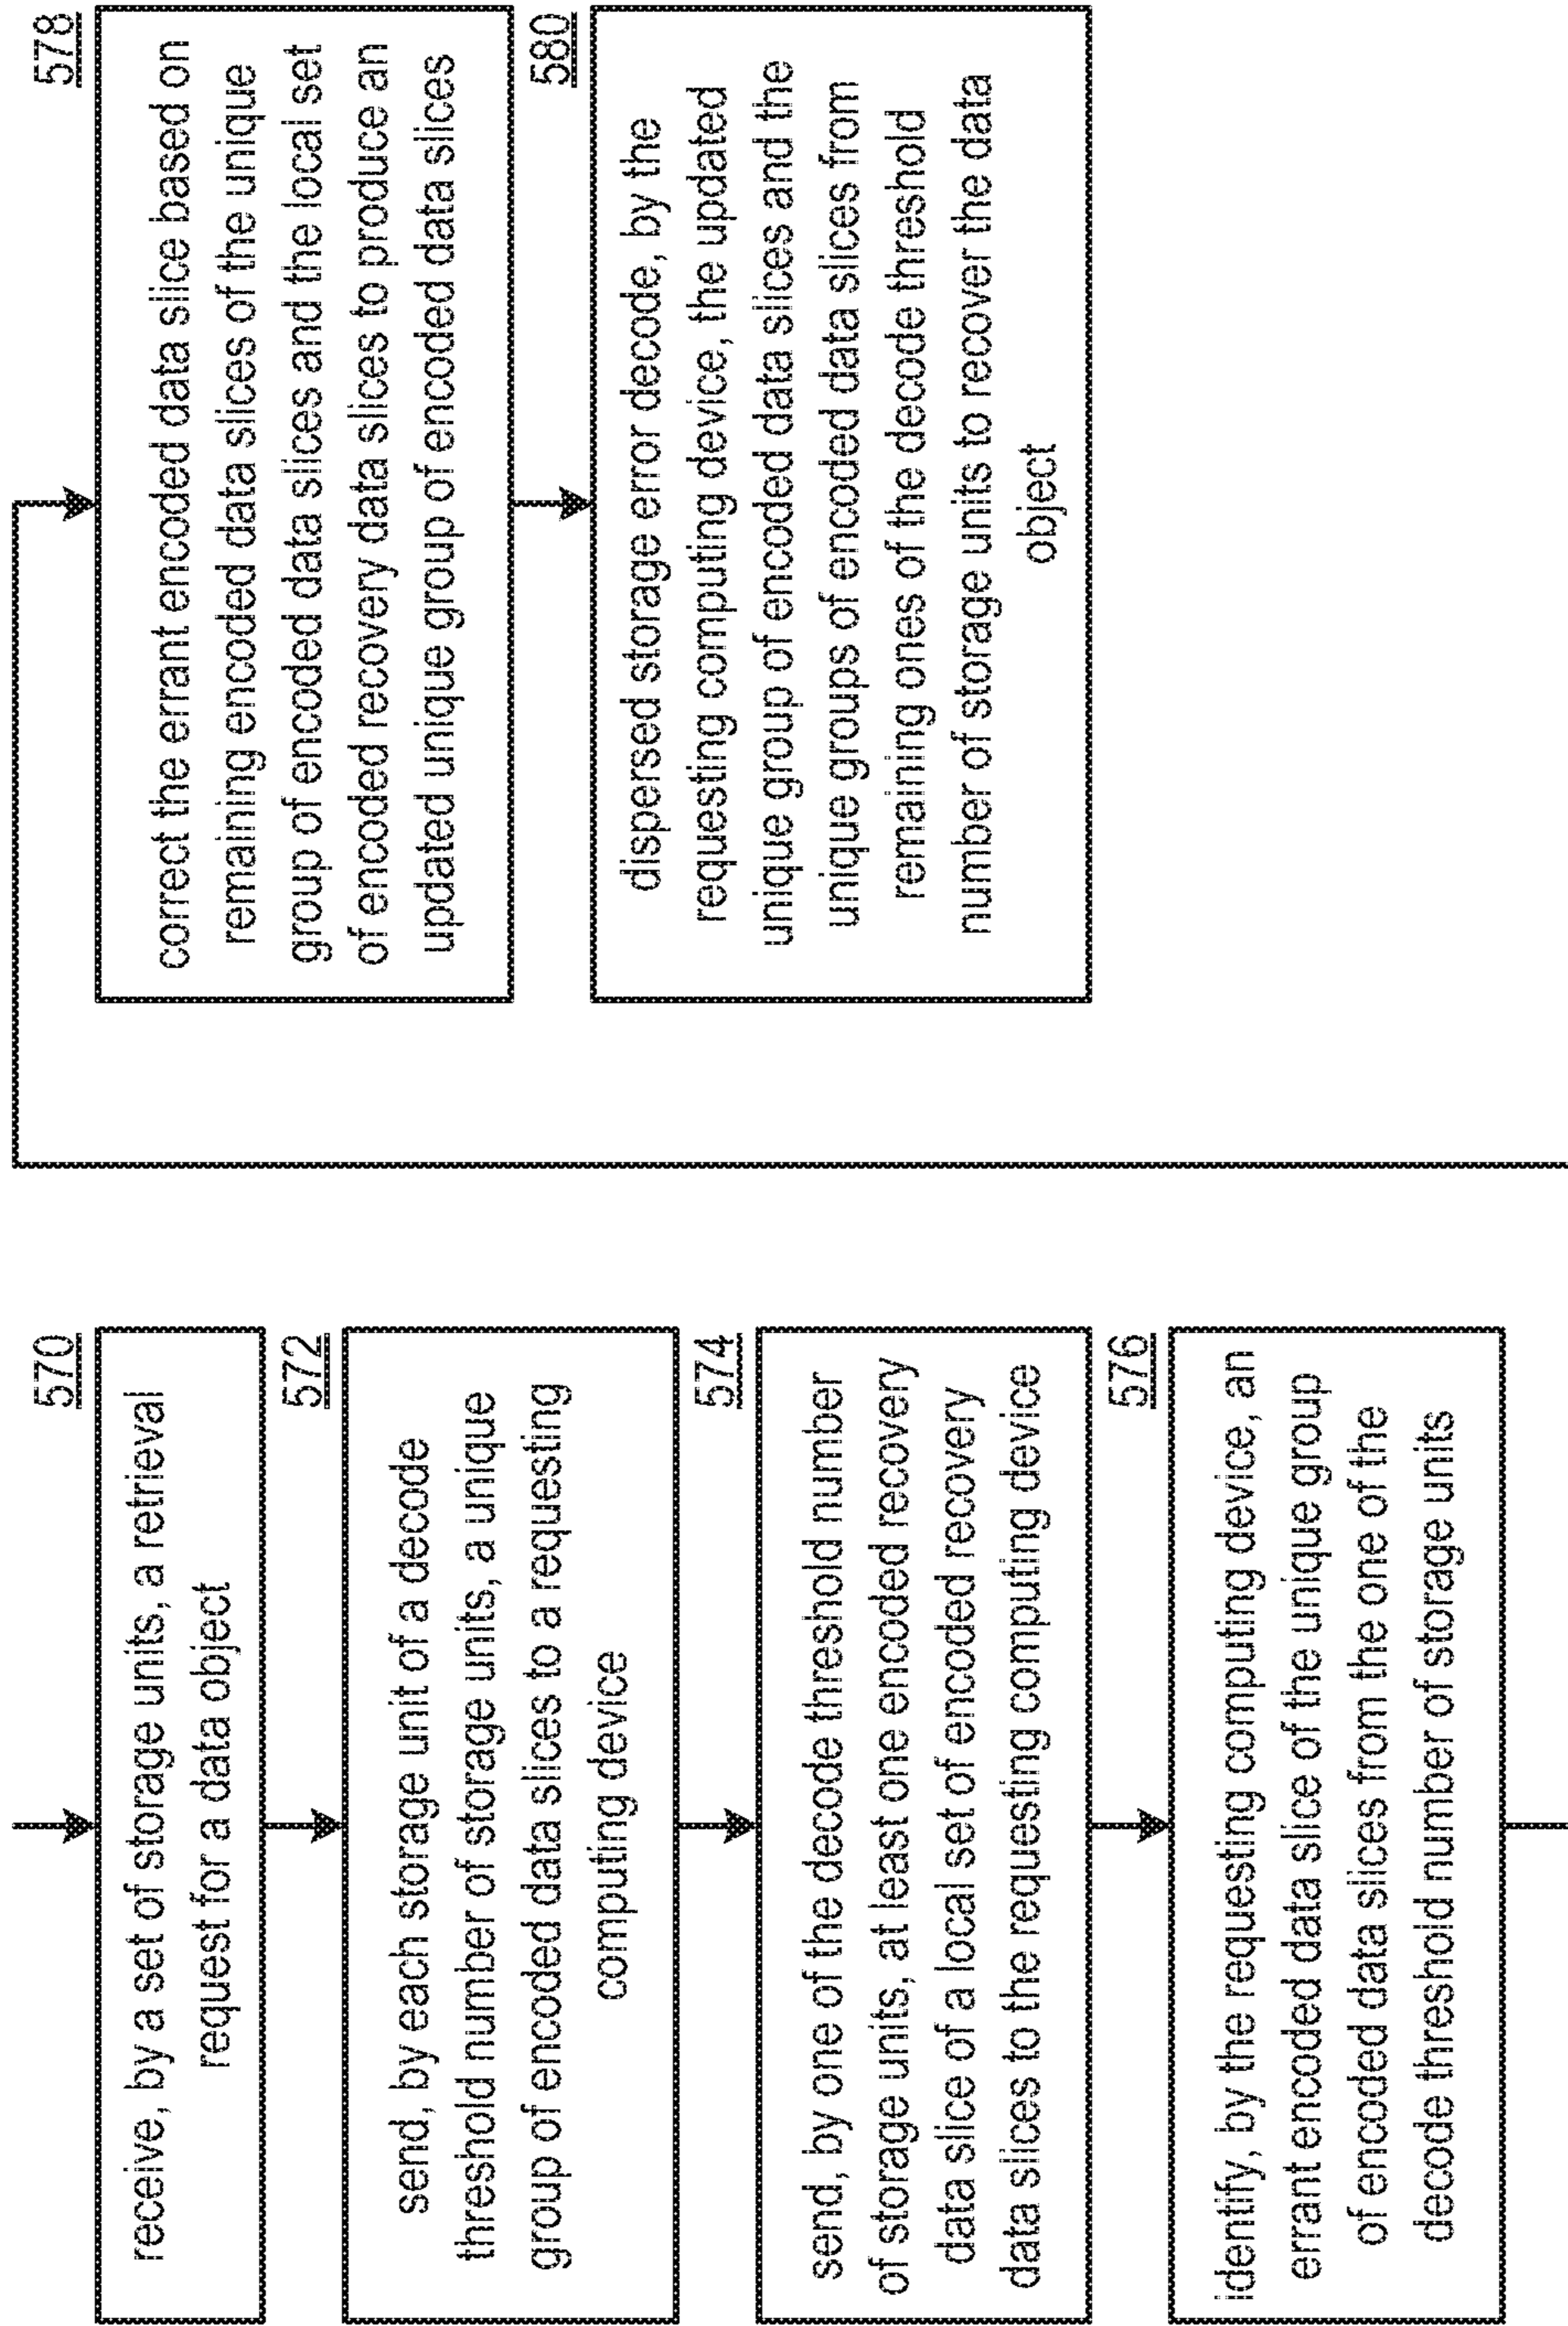 570
receive, by a set of storage units, a retrieval
request for a data object
572
send, by each storage unit of a decode
threshold number of storage units, a unique
group of encoded data slices to a requesting
computing device
574
send, by one of the decode threshold number
of storage units, at least one encoded recovery
data slice of a local set of encoded recovery
data slices to the requesting computing device
576
identify, by the requesting computing device, an
errant encoded data slice of the unique group
of encoded data slices from the one of the
decode threshold number of storage units
578
correct the errant encoded data slice based on
remaining encoded data slices of the unique
group of encoded data slices and the local set
of encoded recovery data slices to produce an
updated unique group of encoded data slices
580
dispersed storage error decode, by the
requesting computing device, the updated
unique group of encoded data slices and the
unique groups of encoded data slices from
remaining ones of the decode threshold
number of storage units to recover the data
object